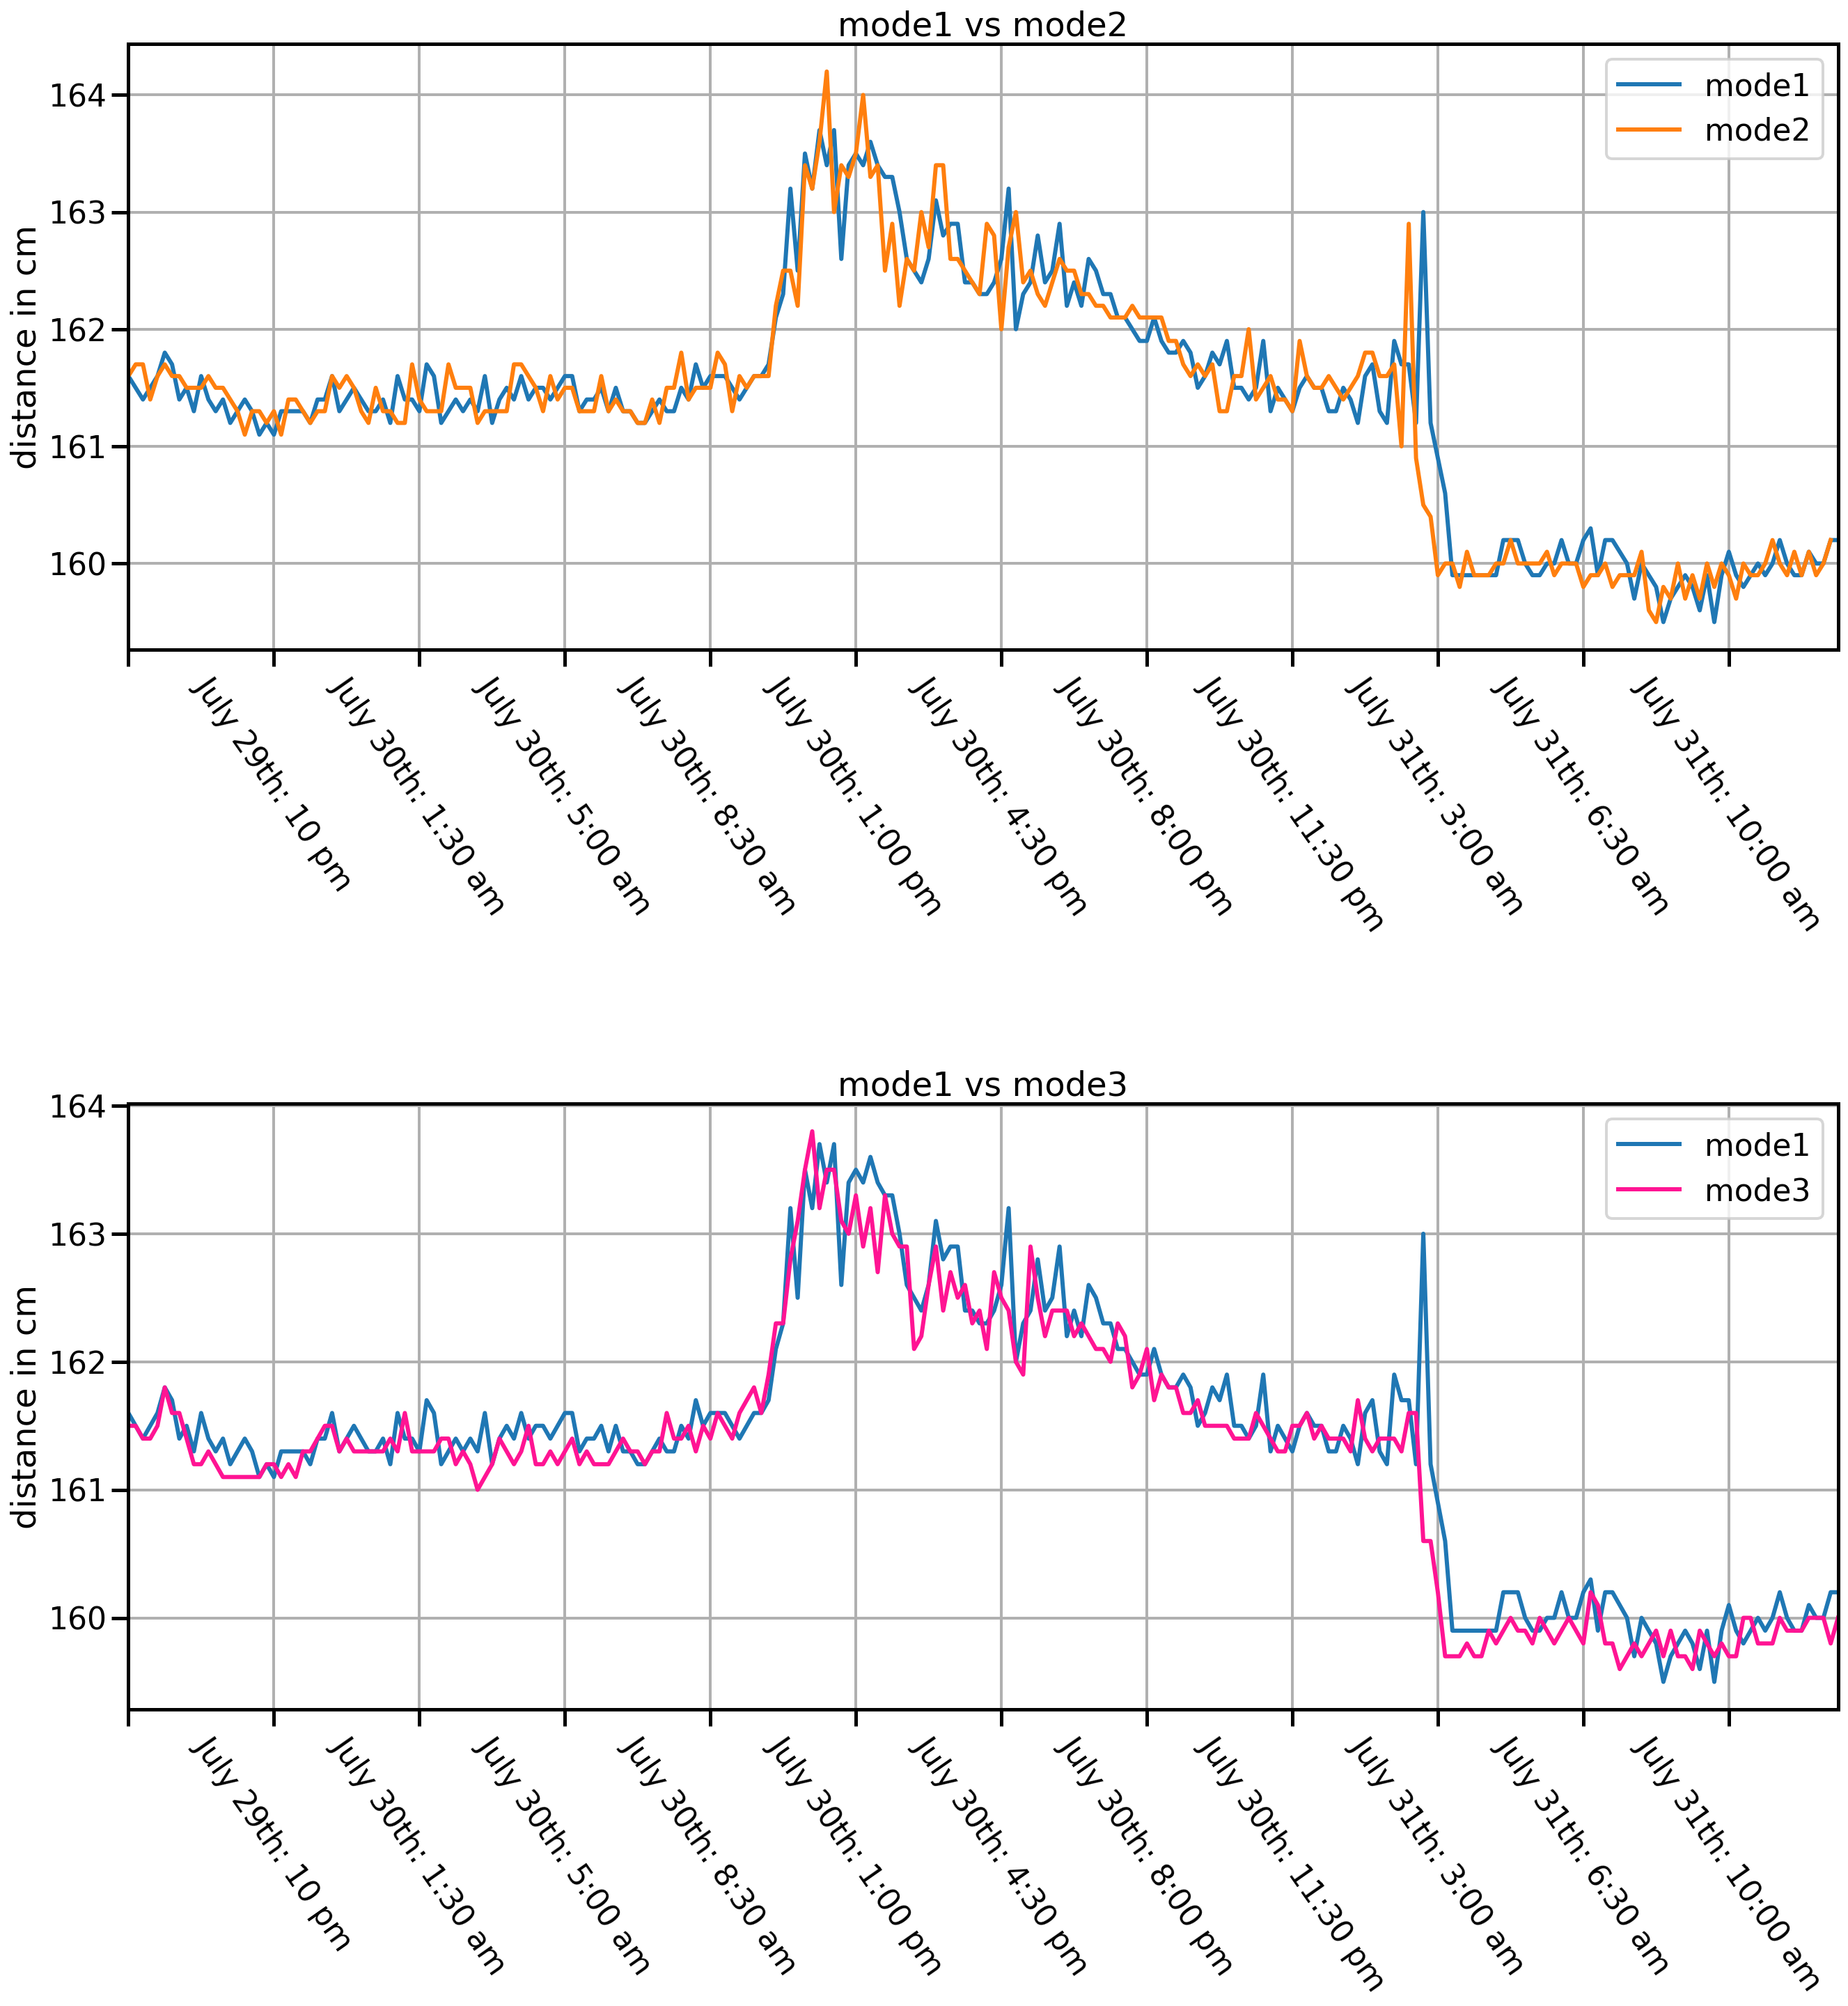 mode1 vs mode2
distance in cm
164
163
162
161
160
mode1
mode2
July 29th: 10 pm
July 30th: 1:30 am
July 30th: 5:00 am
July 30th: 8:30 am
July 30th: 1:00 pm
July 30th: 4:30 pm
July 30th: 8:00 pm
July 30th: 11:30 pm
July 31th: 3:00 am
July 31th: 6:30 am
July 31th: 10:00 am
mode1 vs mode3
distance in cm
164
163
162
161
160
mode1
mode3
July 29th: 10 pm
July 30th: 1:30 am
July 30th: 5:00 am
July 30th: 8:30 am
July 30th: 1:00 pm
July 30th: 4:30 pm
July 30th: 8:00 pm
July 30th: 11:30 pm
July 31th: 3:00 am
July 31th: 6:30 am
July 31th: 10:00 am